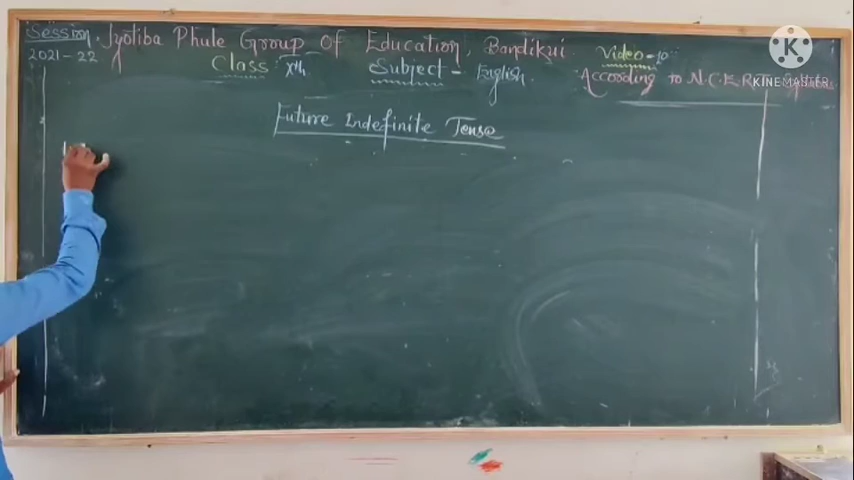 Session. Jyotiba Phule Group Of Education, Bandikui. Video-10
2021-22 Class : Xth Subject - English. According to N.C.E.R.T
Future Indefinite Tense
K
KINEMASTER